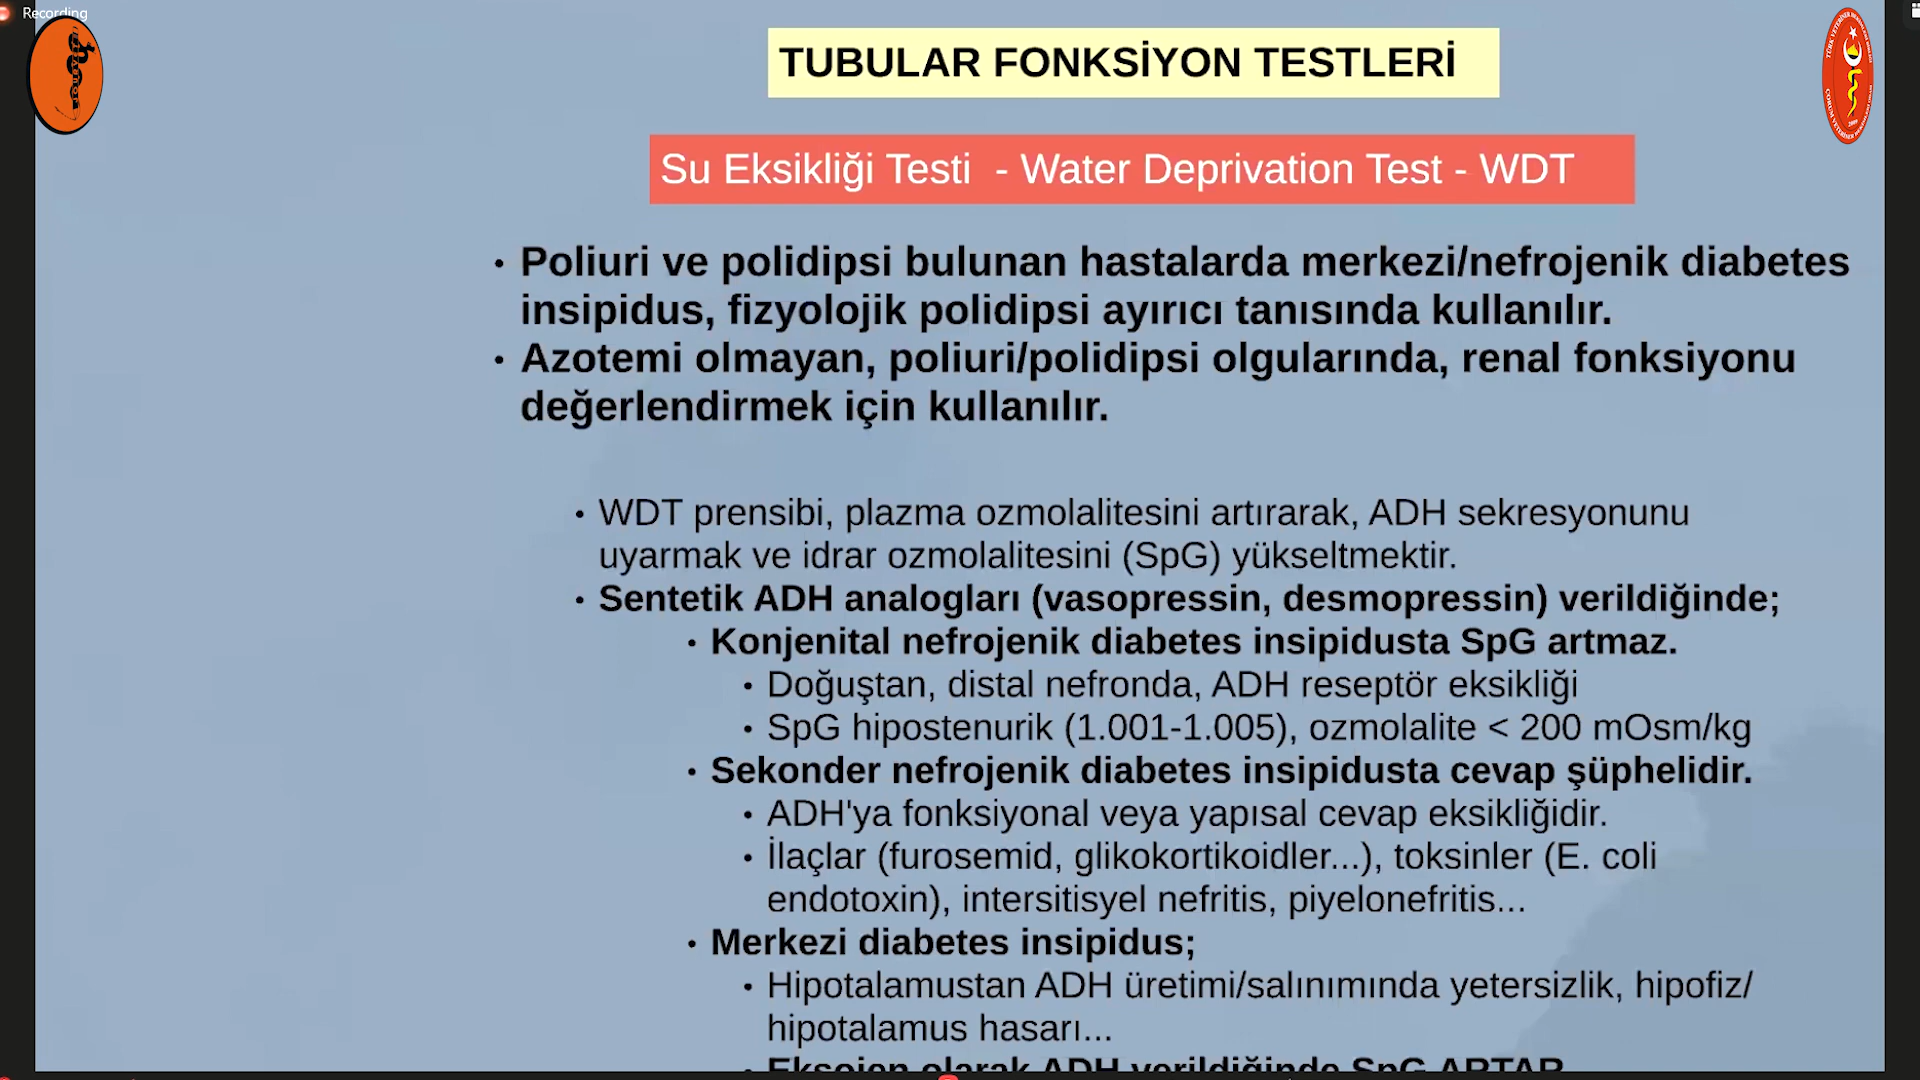 Recording
TUBULAR FONKSİYON TESTLERİ
Su Eksikliği Testi - Water Deprivation Test - WDT
• Poliuri ve polidipsi bulunan hastalarda merkezi/nefrojenik diabetes
insipidus, fizyolojik polidipsi ayırıcı tanısında kullanılır.
• Azotemi olmayan, poliuri/polidipsi olgularında, renal fonksiyonu
değerlendirmek için kullanılır.
• WDT prensibi, plazma ozmolalitesini artırarak, ADH sekresyonunu
uyarmak ve idrar ozmolalitesini (SpG) yükseltmektir.
• Sentetik ADH analogları (vasopressin, desmopressin) verildiğinde;
• Konjenital nefrojenik diabetes insipidusta SpG artmaz.
• Doğuştan, distal nefronda, ADH reseptör eksikliği
• SpG hipostenurik (1.001-1.005), ozmolalite < 200 mOsm/kg
• Sekonder nefrojenik diabetes insipidusta cevap şüphelidir.
• ADH'ya fonksiyonal veya yapısal cevap eksikliğidir.
• İlaçlar (furosemid, glikokortikoidler...), toksinler (E. coli
endotoxin), intersitisyel nefritis, piyelonefritis...
• Merkezi diabetes insipidus;
• Hipotalamustan ADH üretimi/salınımında yetersizlik, hipofiz/
hipotalamus hasarı...
• Eksojen olarak ADH verildiğinde SpG ARTAR